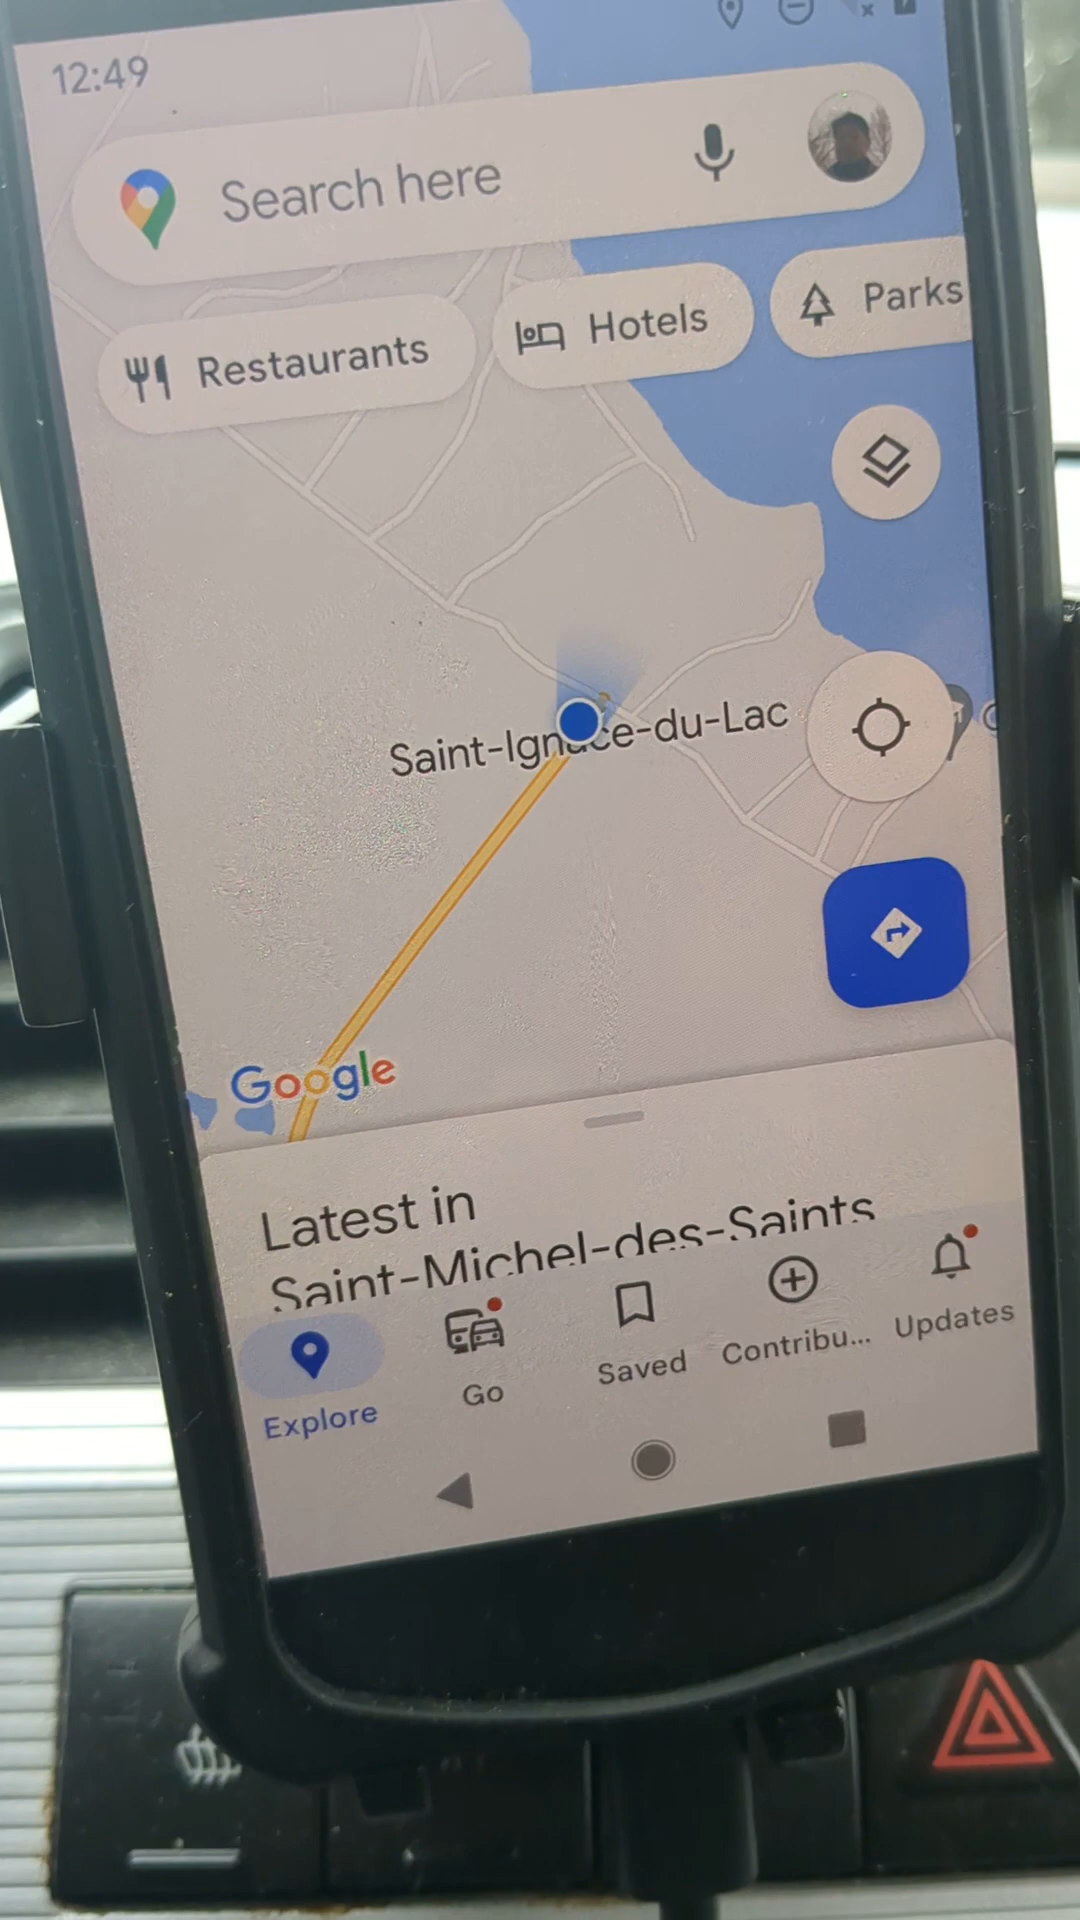 12:49
Search here
Restaurants
Hotels
Parks
Saint-Ignace-du-Lac
Google
Latest in
Saint-Michel-des-Saints
Explore
Go
Saved
Contribu...
Updates